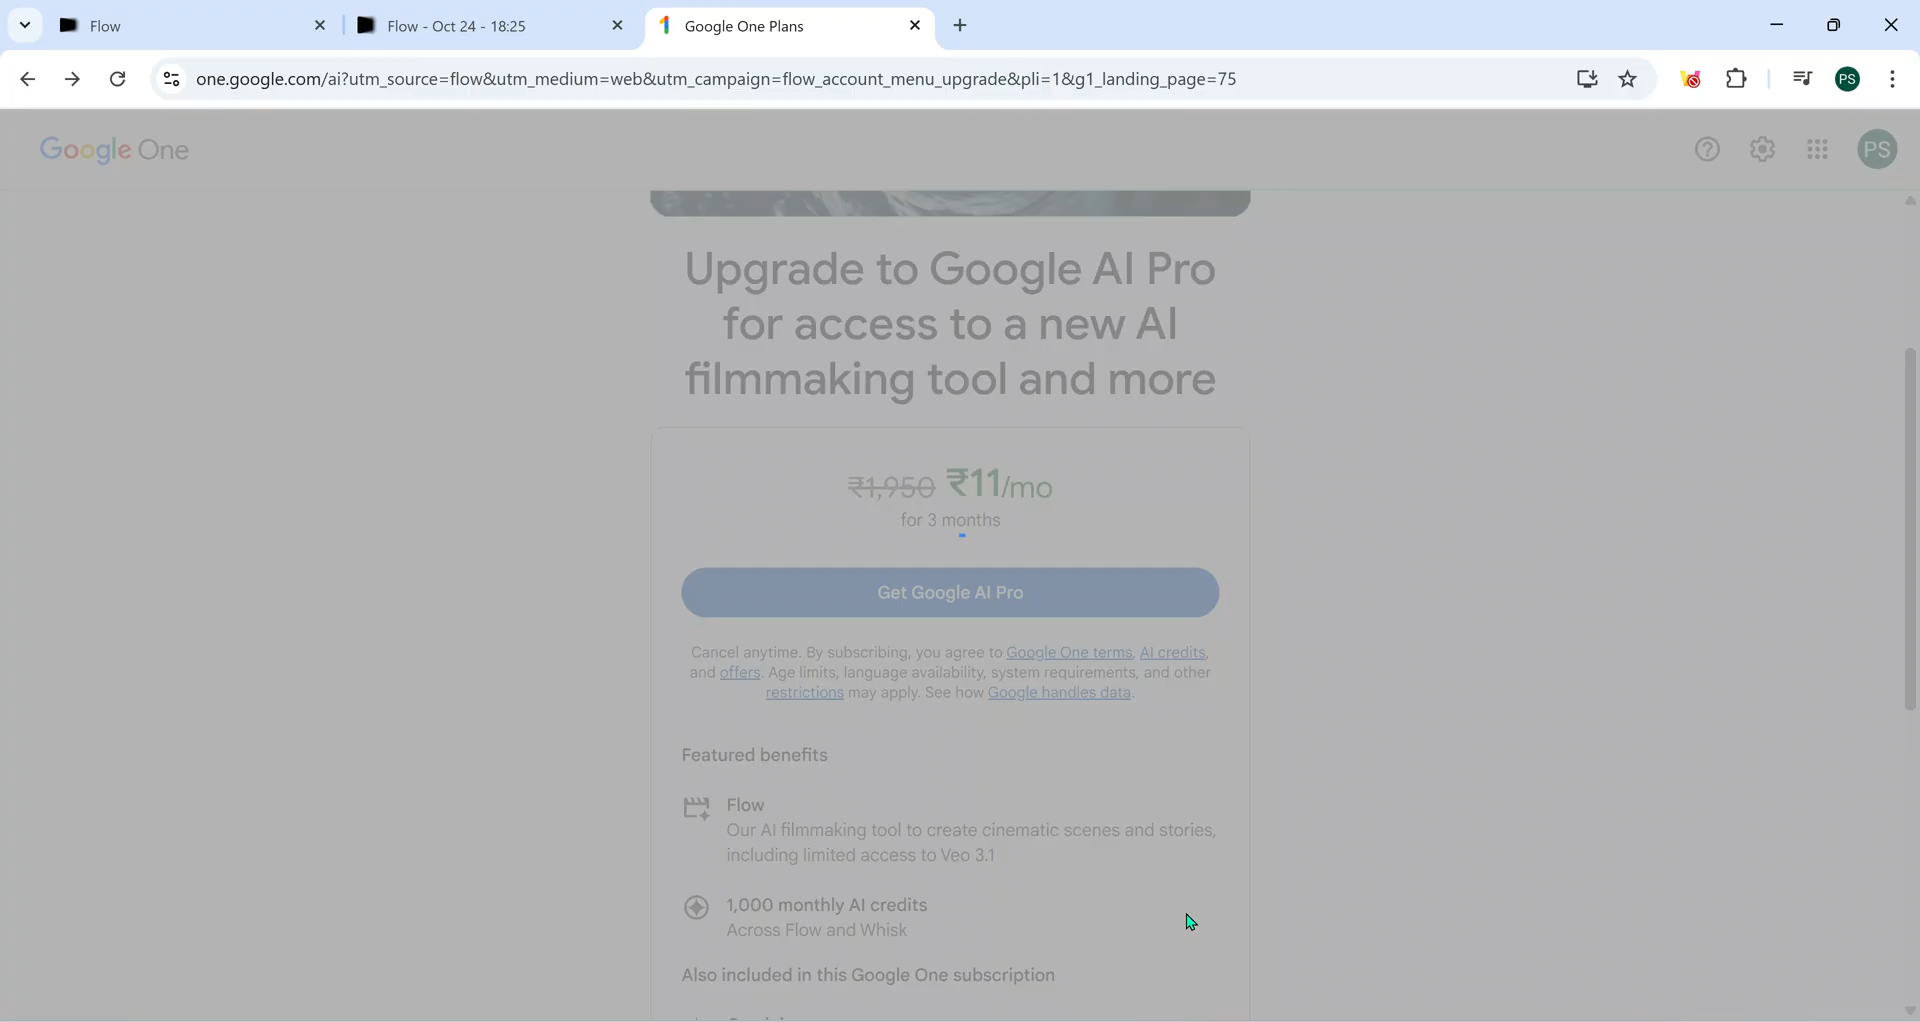 Flow
Flow - Oct 24 - 18:25
Google One Plans
one.google.com/ai?utm_source=flow&utm_medium=web&utm_campaign=flow_account_menu_upgrade&pli=1&g1_landing_page=75
PS
Google One
PS
Upgrade to Google AI Pro
for access to a new AI
filmmaking tool and more
₹1,950 ₹11/mo
for 3 months
Get Google AI Pro
Cancel anytime. By subscribing, you agree to Google One terms, AI credits,
and offers. Age limits, language availability, system requirements, and other
restrictions may apply. See how Google handles data.
Featured benefits
Flow
Our AI filmmaking tool to create cinematic scenes and stories,
including limited access to Veo 3.1
1,000 monthly AI credits
Across Flow and Whisk
Also included in this Google One subscription